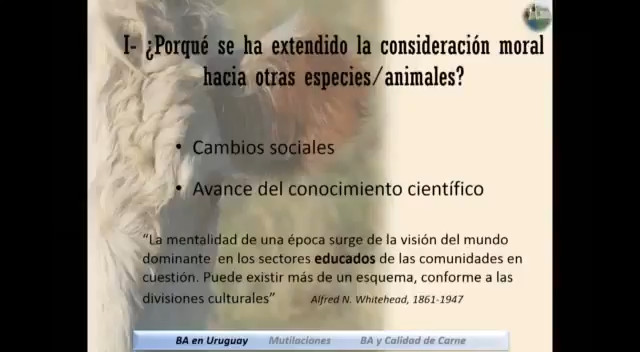 I- ¿Porqué se ha extendido la consideración moral
hacia otras especies/animales?
• Cambios sociales
• Avance del conocimiento científico
“La mentalidad de una época surge de la visión del mundo
dominante en los sectores educados de las comunidades en
cuestión. Puede existir más de un esquema, conforme a las
divisiones culturales” Alfred N. Whitehead, 1861-1947
BA en Uruguay Mutilaciones BA y Calidad de Carne